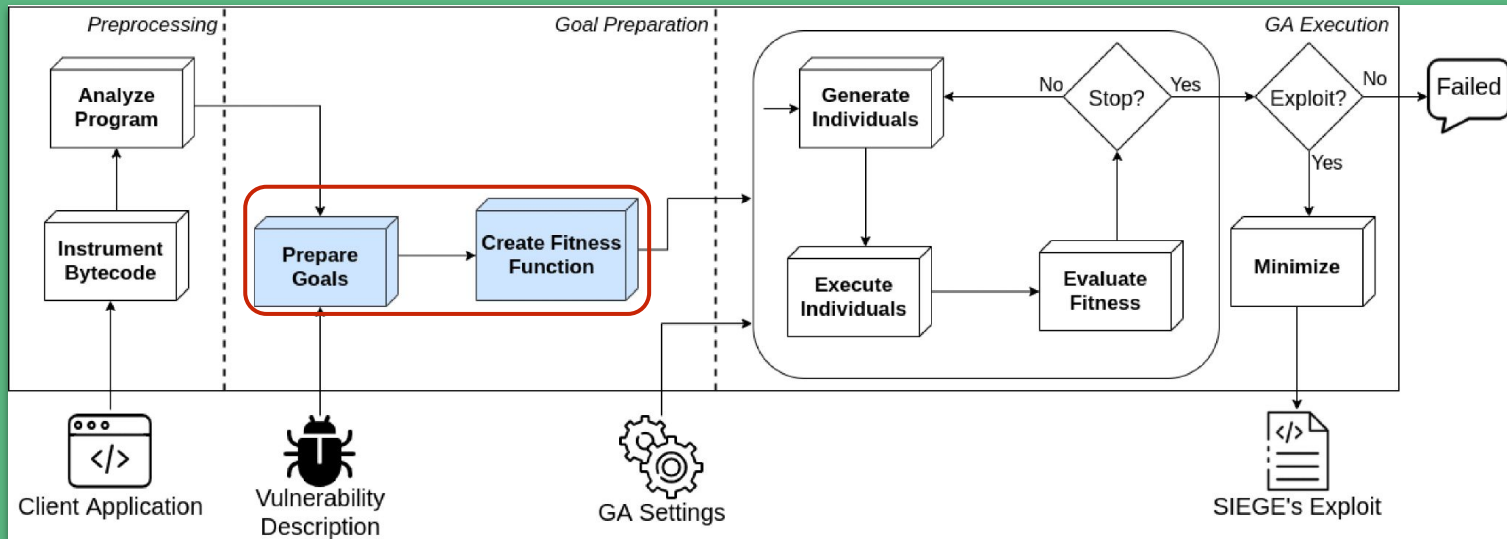 Preprocessing
Goal Preparation
GA Execution
Analyze
Program
Instrument
Bytecode
Prepare
Goals
Create Fitness
Function
Generate
Individuals
Execute
Individuals
Evaluate
Fitness
No
Stop?
Yes
Exploit?
No
Failed
Yes
Minimize
</>
Client Application
Vulnerability
Description
GA Settings
</>
SIEGE's Exploit